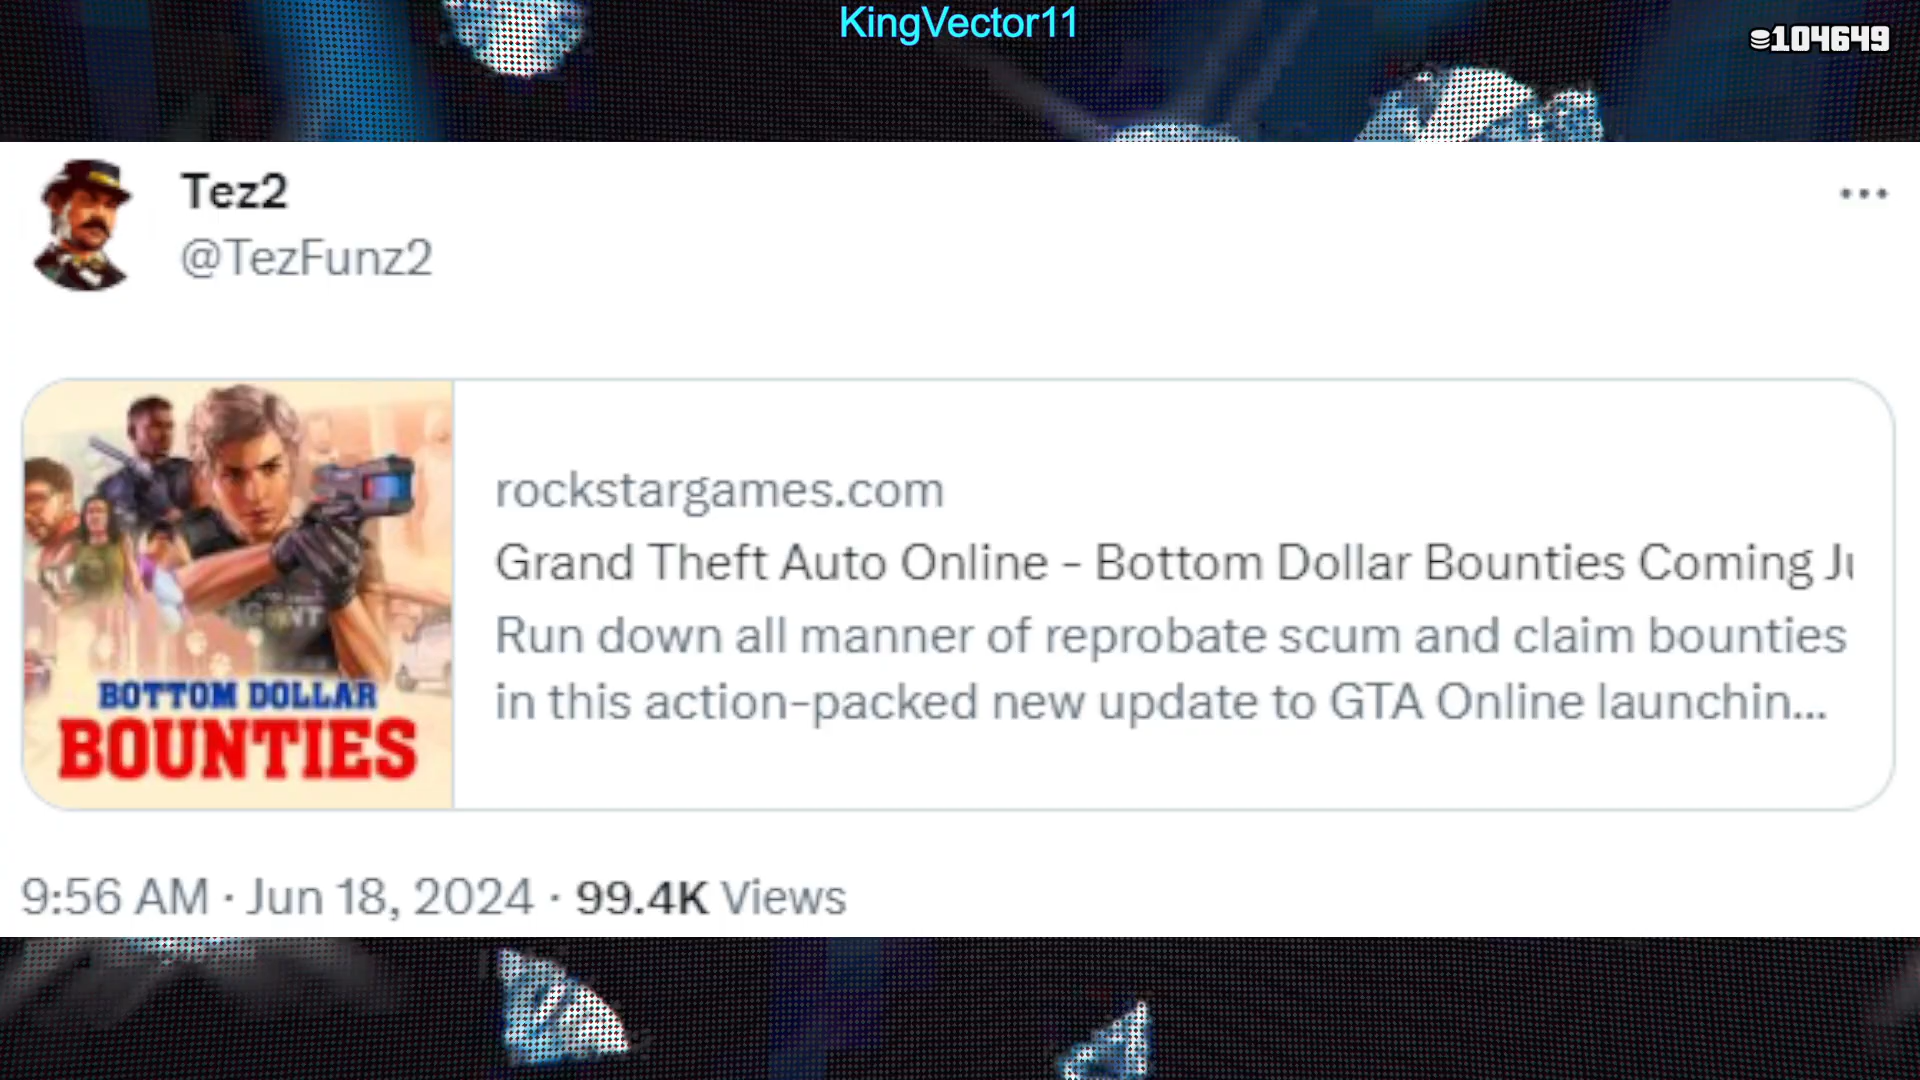 KingVector11
104649
Tez2
@TezFunz2
rockstargames.com
Grand Theft Auto Online - Bottom Dollar Bounties Coming Ju
Run down all manner of reprobate scum and claim bounties
in this action-packed new update to GTA Online launchin...
AGENT
BOTTOM DOLLAR
BOUNTIES
9:56 AM · Jun 18, 2024 · 99.4K Views